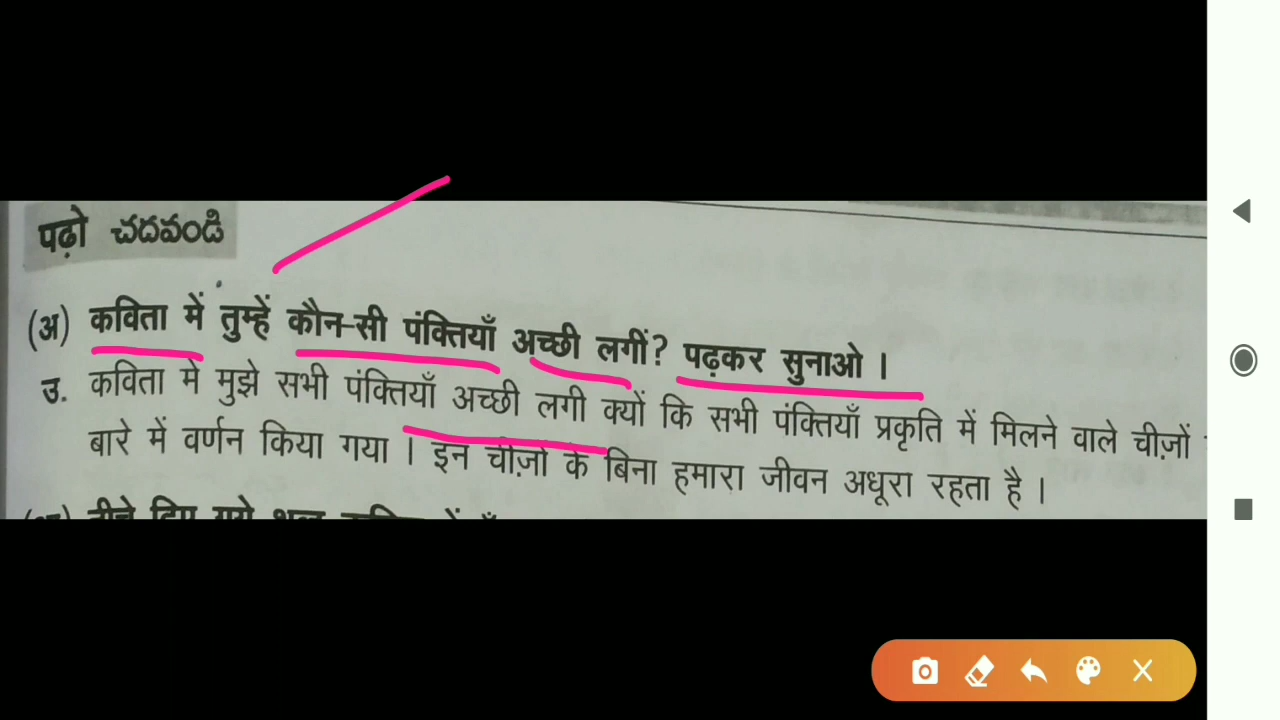 पढ़ो చదవండి
(अ) कविता में तुम्हें कौन-सी पंक्तियाँ अच्छी लगीं? पढ़कर सुनाओ ।
उ. कविता में मुझे सभी पंक्तियाँ अच्छी लगी क्यों कि सभी पंक्तियाँ प्रकृति में मिलने वाले चीज़ों
बारे में वर्णन किया गया । इन चीज़ों के बिना हमारा जीवन अधूरा रहता है ।